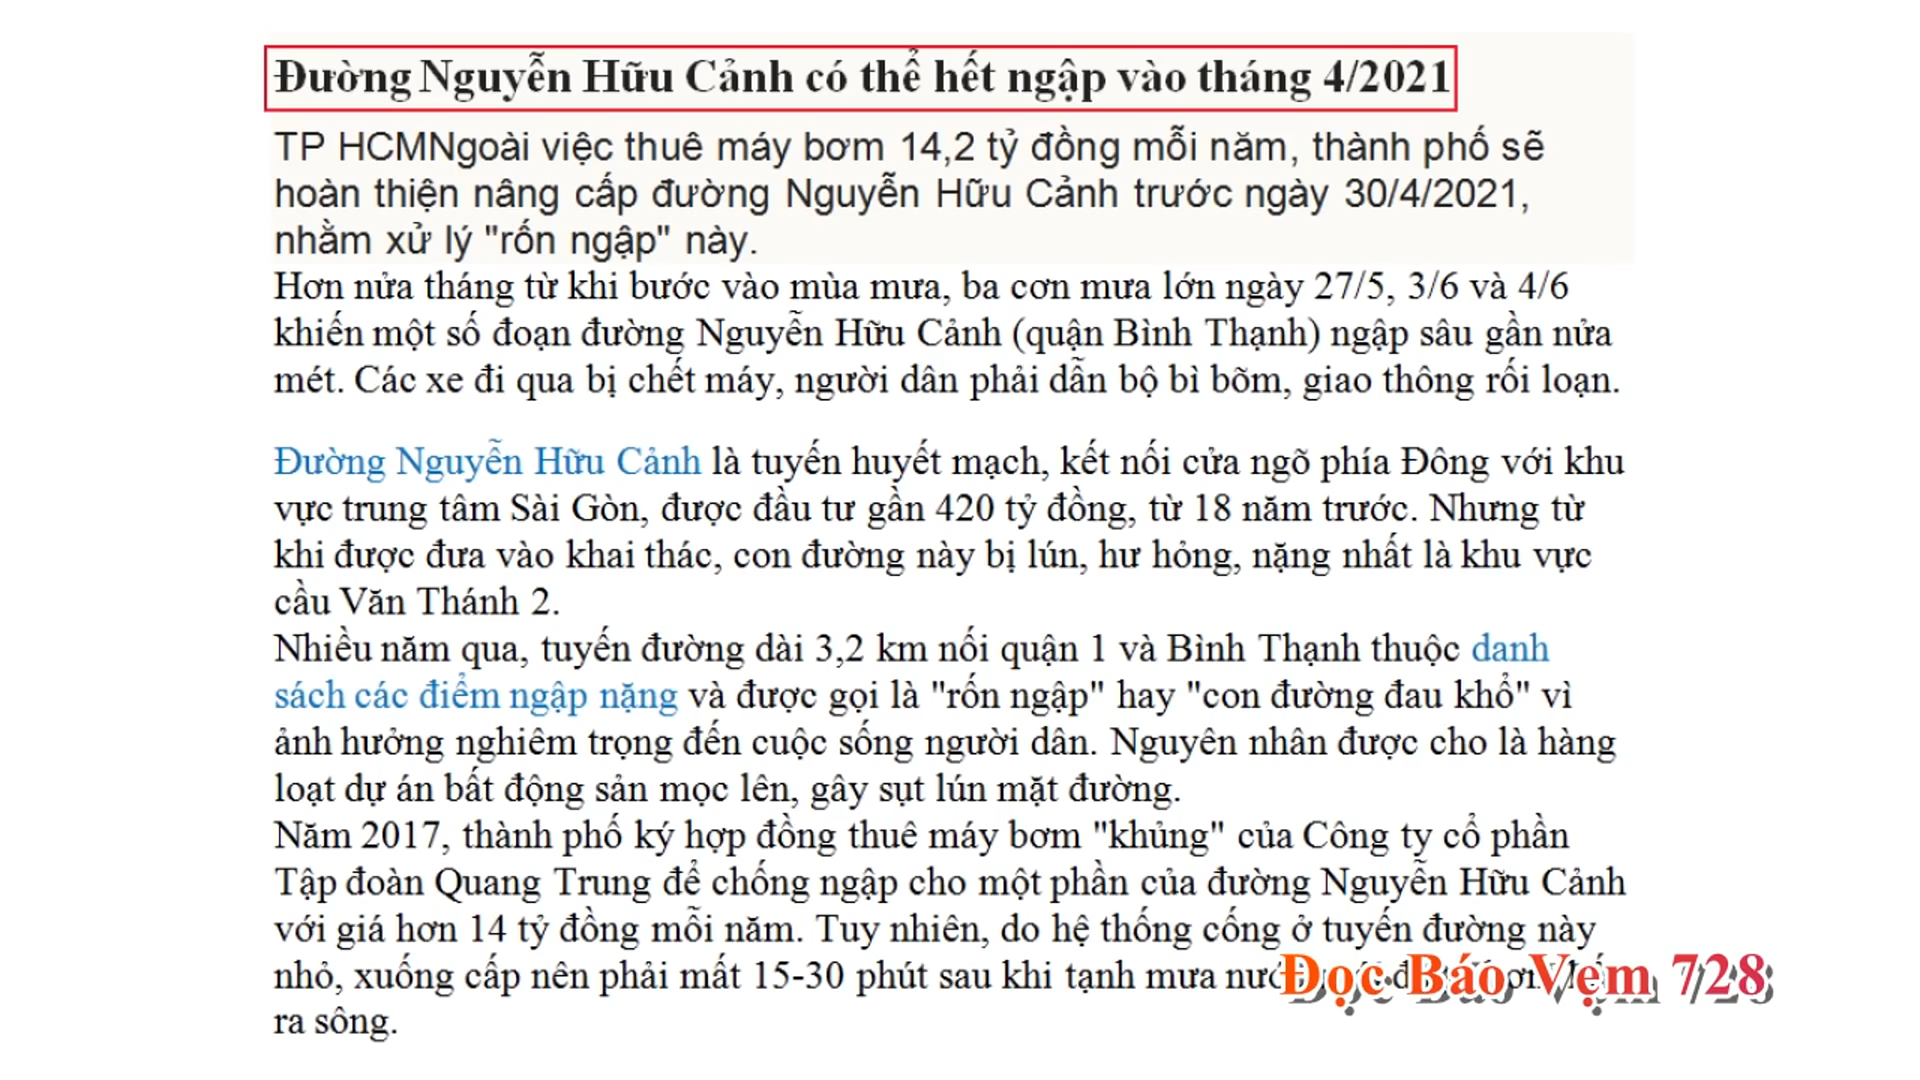 Đường Nguyễn Hữu Cảnh có thể hết ngập vào tháng 4/2021
TP HCMNgoài việc thuê máy bơm 14,2 tỷ đồng mỗi năm, thành phố sẽ
hoàn thiện nâng cấp đường Nguyễn Hữu Cảnh trước ngày 30/4/2021,
nhằm xử lý "rốn ngập" này.
Hơn nửa tháng từ khi bước vào mùa mưa, ba cơn mưa lớn ngày 27/5, 3/6 và 4/6
khiến một số đoạn đường Nguyễn Hữu Cảnh (quận Bình Thạnh) ngập sâu gần nửa
mét. Các xe đi qua bị chết máy, người dân phải dẫn bộ bì bõm, giao thông rối loạn.
Đường Nguyễn Hữu Cảnh là tuyến huyết mạch, kết nối cửa ngõ phía Đông với khu
vực trung tâm Sài Gòn, được đầu tư gần 420 tỷ đồng, từ 18 năm trước. Nhưng từ
khi được đưa vào khai thác, con đường này bị lún, hư hỏng, nặng nhất là khu vực
cầu Văn Thánh 2.
Nhiều năm qua, tuyến đường dài 3,2 km nối quận 1 và Bình Thạnh thuộc danh
sách các điểm ngập nặng và được gọi là "rốn ngập" hay "con đường đau khổ" vì
ảnh hưởng nghiêm trọng đến cuộc sống người dân. Nguyên nhân được cho là hàng
loạt dự án bất động sản mọc lên, gây sụt lún mặt đường.
Năm 2017, thành phố ký hợp đồng thuê máy bơm "khủng" của Công ty cổ phần
Tập đoàn Quang Trung để chống ngập cho một phần của đường Nguyễn Hữu Cảnh
với giá hơn 14 tỷ đồng mỗi năm. Tuy nhiên, do hệ thống cống ở tuyến đường này
nhỏ, xuống cấp nên phải mất 15-30 phút sau khi tạnh mưa
Đọc Báo Vẹm 728
ra sông.